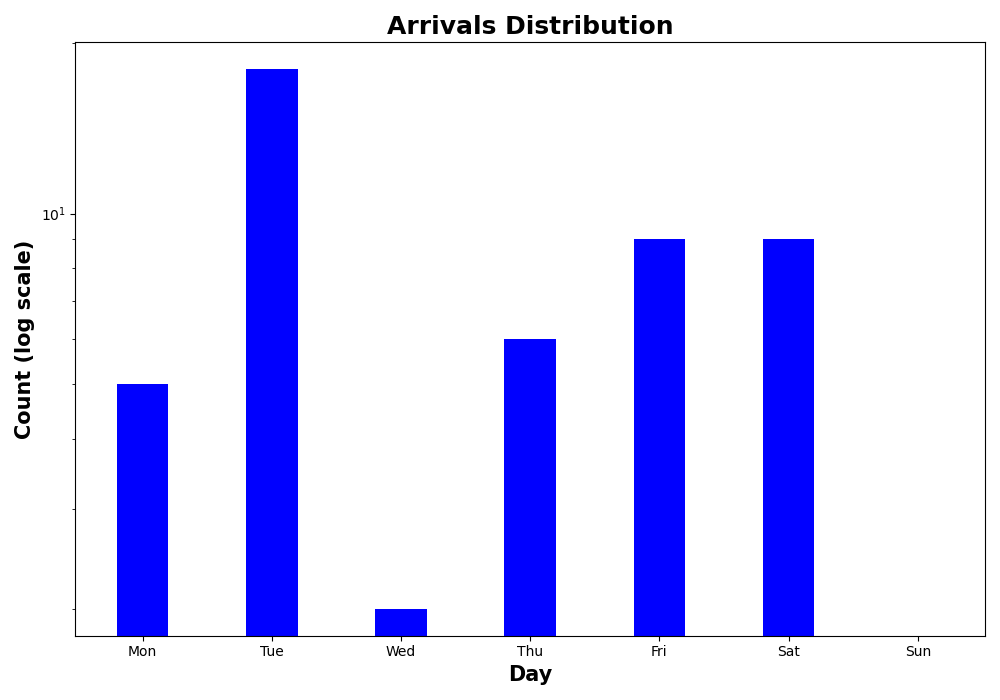 Arrivals Distribution
Count (log scale)
10¹
Mon Tue Wed Thu Fri Sat Sun
Day